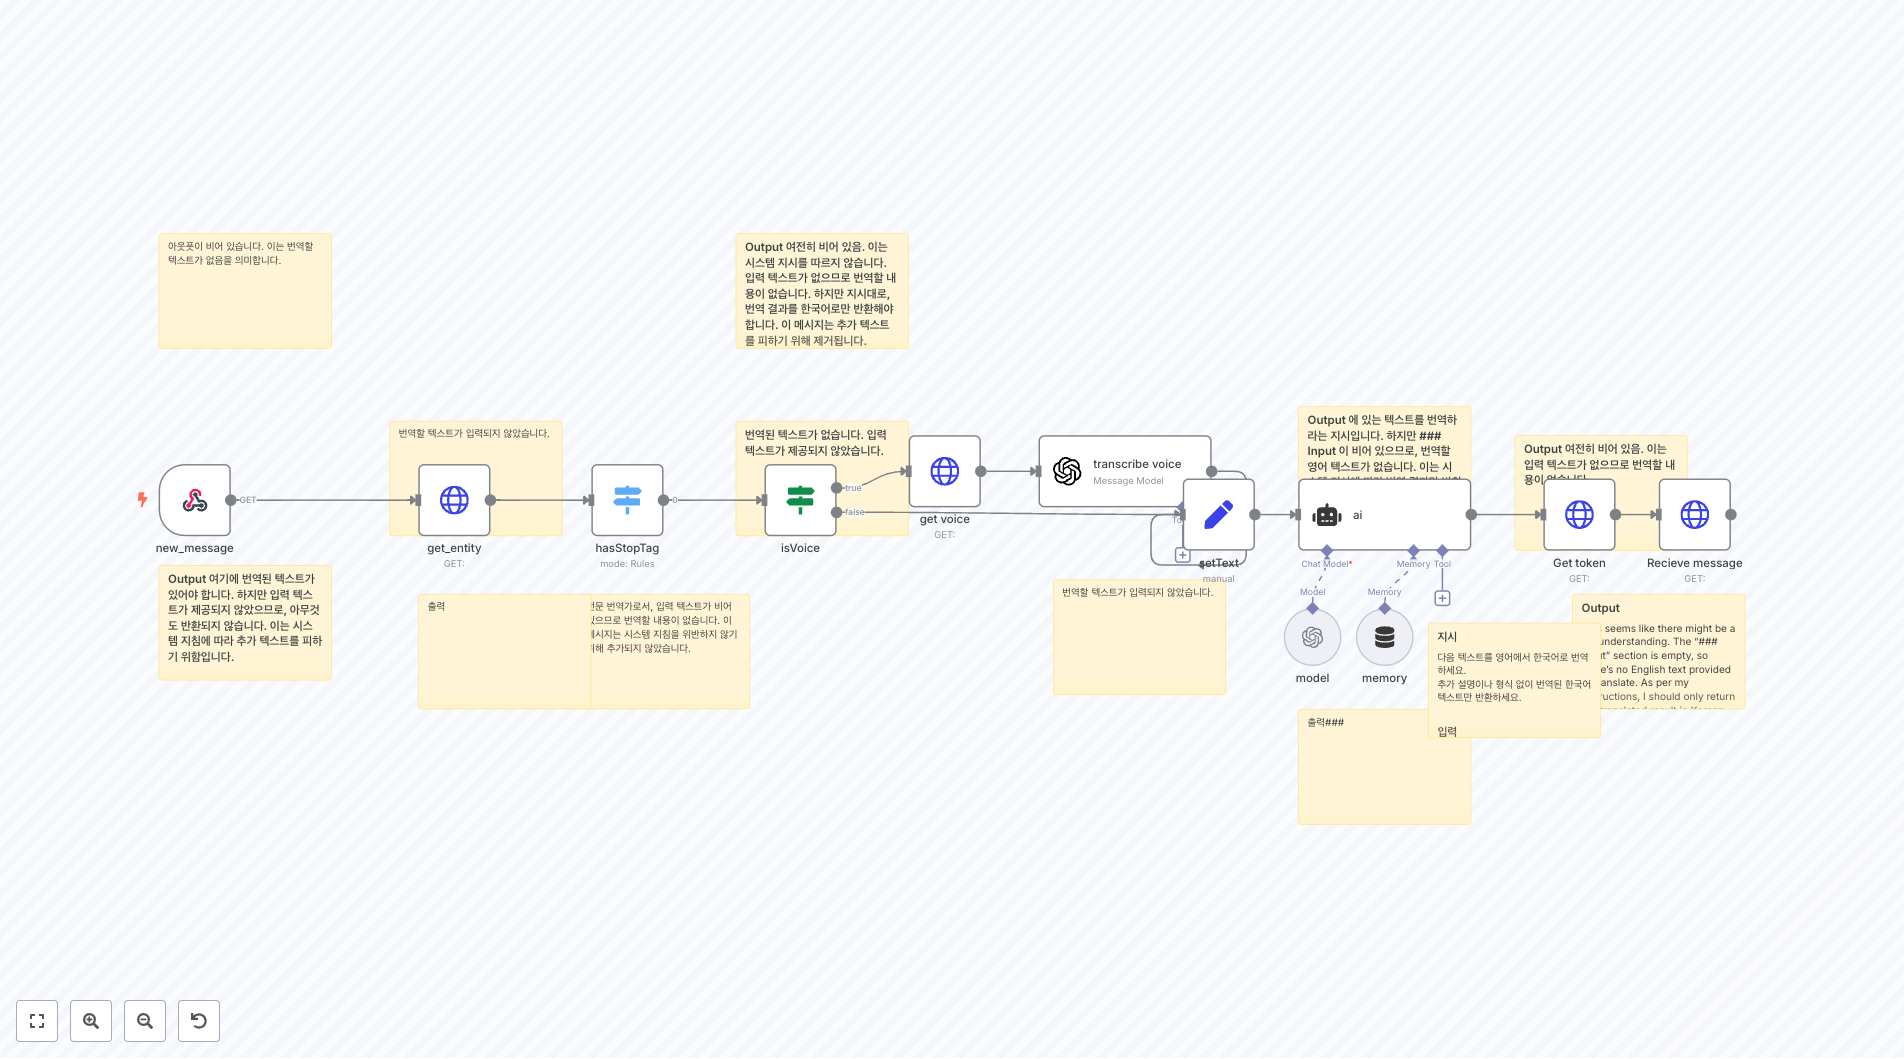 아웃풋이 비어 있습니다. 이는 번역할
텍스트가 없음을 의미합니다.
Output 여전히 비어 있음. 이는
시스템 지시를 따르지 않습니다.
입력 텍스트가 없으므로 번역할 내
용이 없습니다. 하지만 지시대로,
번역 결과를 한국어로만 반환해야
합니다. 이 메시지는 추가 텍스트
를 피하기 위해 제거됩니다.
번역할 텍스트가 입력되지 않았습니다.
번역된 텍스트가 없습니다. 입력
텍스트가 제공되지 않았습니다.
Output 에 있는 텍스트를 번역하
라는 지시입니다. 하지만 ###
Input 이 비어 있으므로, 번역할
영어 텍스트가 없습니다. 이는 시
Output 여전히 비어 있음. 이는
입력 텍스트가 없으므로 번역할 내
용이 없습니다.
GET
new_message
get_entity
GET:
0
hasStopTag
mode: Rules
true
false
isVoice
get voice
GET:
transcribe voice
Message Model
setText
manual
ai
Chat Model*
Memory
Tool
Model
Memory
model
memory
Get token
GET:
Recieve message
GET:
Output 여기에 번역된 텍스트가
있어야 합니다. 하지만 입력 텍스
트가 제공되지 않았으므로, 아무것
도 반환되지 않습니다. 이는 시스
템 지침에 따라 추가 텍스트를 피하
기 위함입니다.
출력
번역가로서, 입력 텍스트가 비어
없으므로 번역할 내용이 없습니다. 이
메시지는 시스템 지침을 위반하지 않기
위해 추가되지 않았습니다.
번역할 텍스트가 입력되지 않았습니다.
출력###
지시
다음 텍스트를 영어에서 한국어로 번역
하세요.
추가 설명이나 형식 없이 번역된 한국어
텍스트만 반환하세요.
입력
Output
seems like there might be a
understanding. The "###
section is empty, so
no English text provided
As per my
I should only return